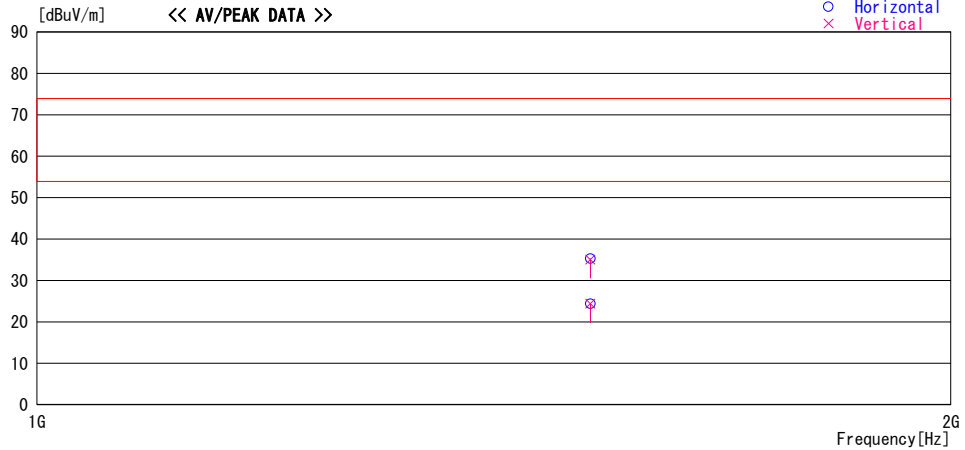 [dBuV/m] << AV/PEAK DATA >>
○ Horizontal
× Vertical
90
80
70
60
50
40
30
20
10
0
1G 2G
Frequency[Hz]